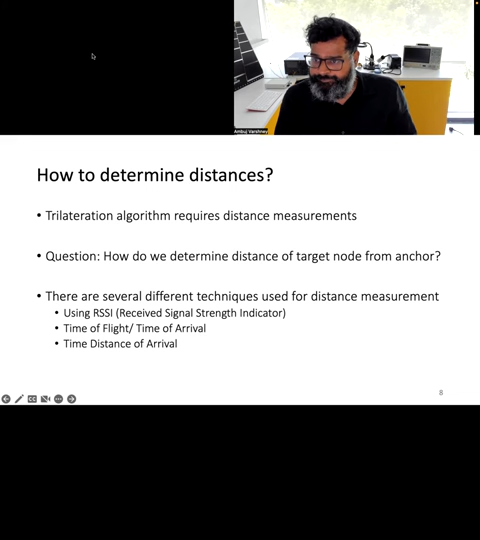 Ambuj Varshney
How to determine distances?
• Trilateration algorithm requires distance measurements
• Question: How do we determine distance of target node from anchor?
• There are several different techniques used for distance measurement
• Using RSSI (Received Signal Strength Indicator)
• Time of Flight/ Time of Arrival
• Time Distance of Arrival
8